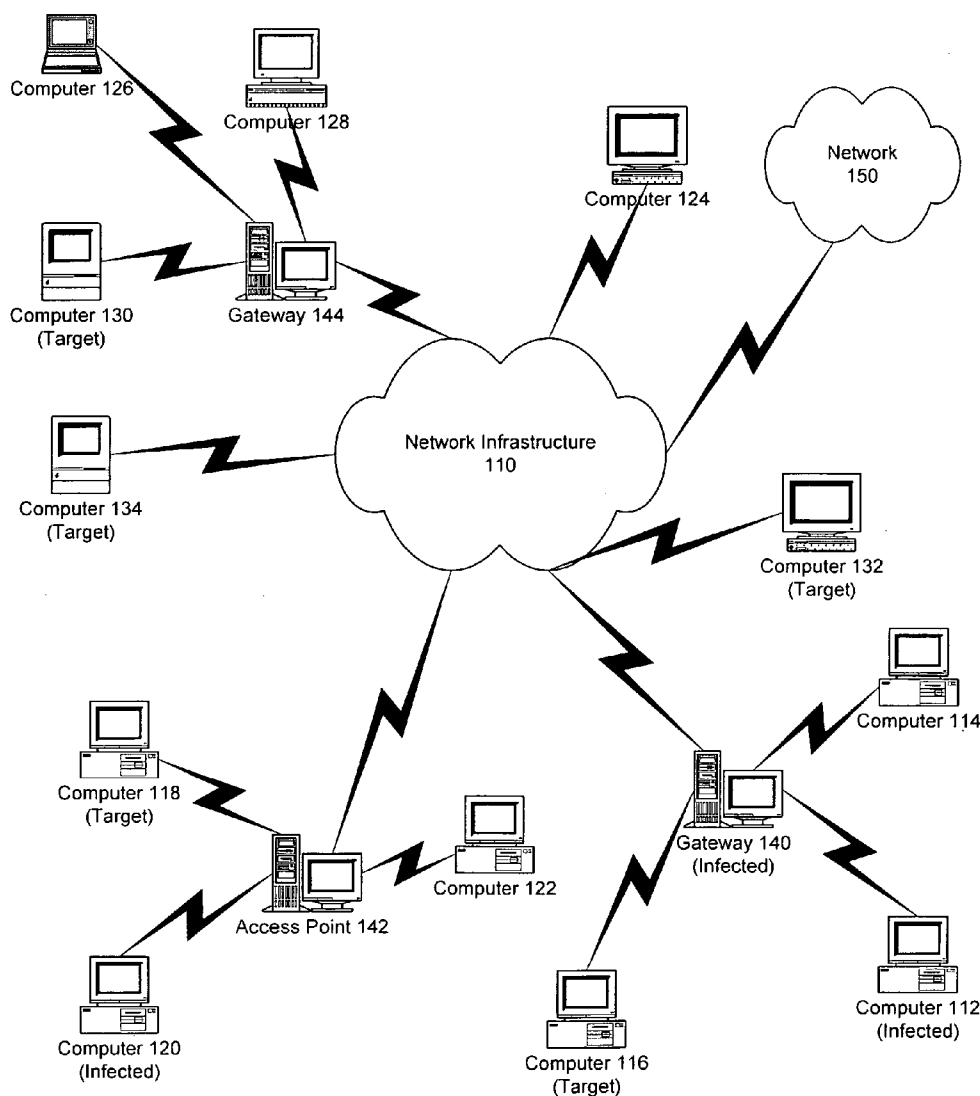 Computer 126
Computer 128
Computer 124
Network
150
Computer 130
(Target)
Gateway 144
Network Infrastructure
110
Computer 134
(Target)
Computer 132
(Target)
Computer 114
Computer 118
(Target)
Gateway 140
(Infected)
Computer 122
Access Point 142
Computer 112
(Infected)
Computer 120
(Infected)
Computer 116
(Target)